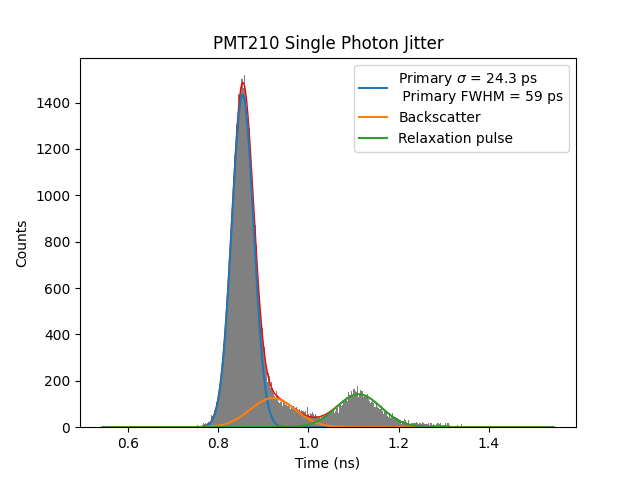 PMT210 Single Photon Jitter
Primary σ = 24.3 ps
Primary FWHM = 59 ps
Backscatter
Relaxation pulse
Counts
1400
1200
1000
800
600
400
200
0
0.6 0.8 1.0 1.2 1.4
Time (ns)